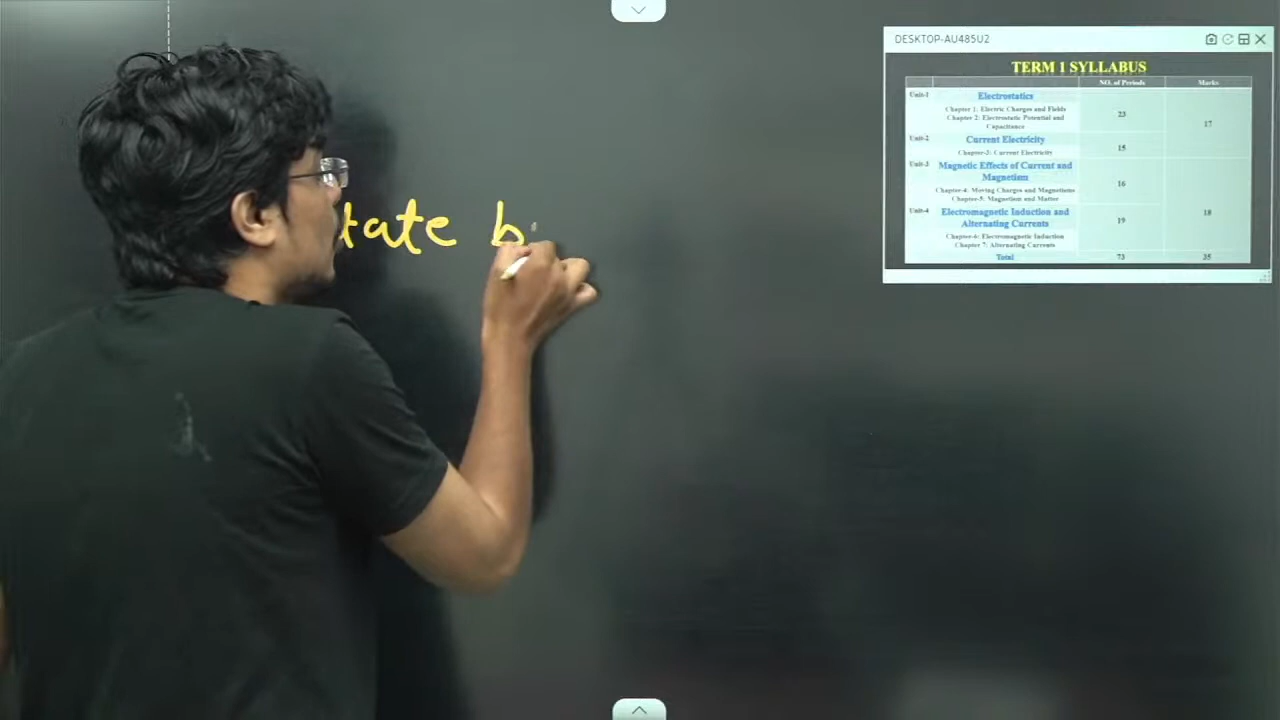 DESKTOP-AU485U2
TERM 1 SYLLABUS
NO. of Periods Marks
Unit-1 Electrostatics
Chapter 1: Electric Charges and Fields
Chapter 2: Electrostatic Potential and
Capacitance
23
17
Unit-2 Current Electricity
Chapter-3: Current Electricity
15
Unit-3 Magnetic Effects of Current and
Magnetism
Chapter-4: Moving Charges and Magnetisms
Chapter-5: Magnetism and Matter
16
Unit-4 Electromagnetic Induction and
Alternating Currents
Chapter-6: Electromagnetic Induction
Chapter 7: Alternating Currents
19
18
Total 73 35
tate b